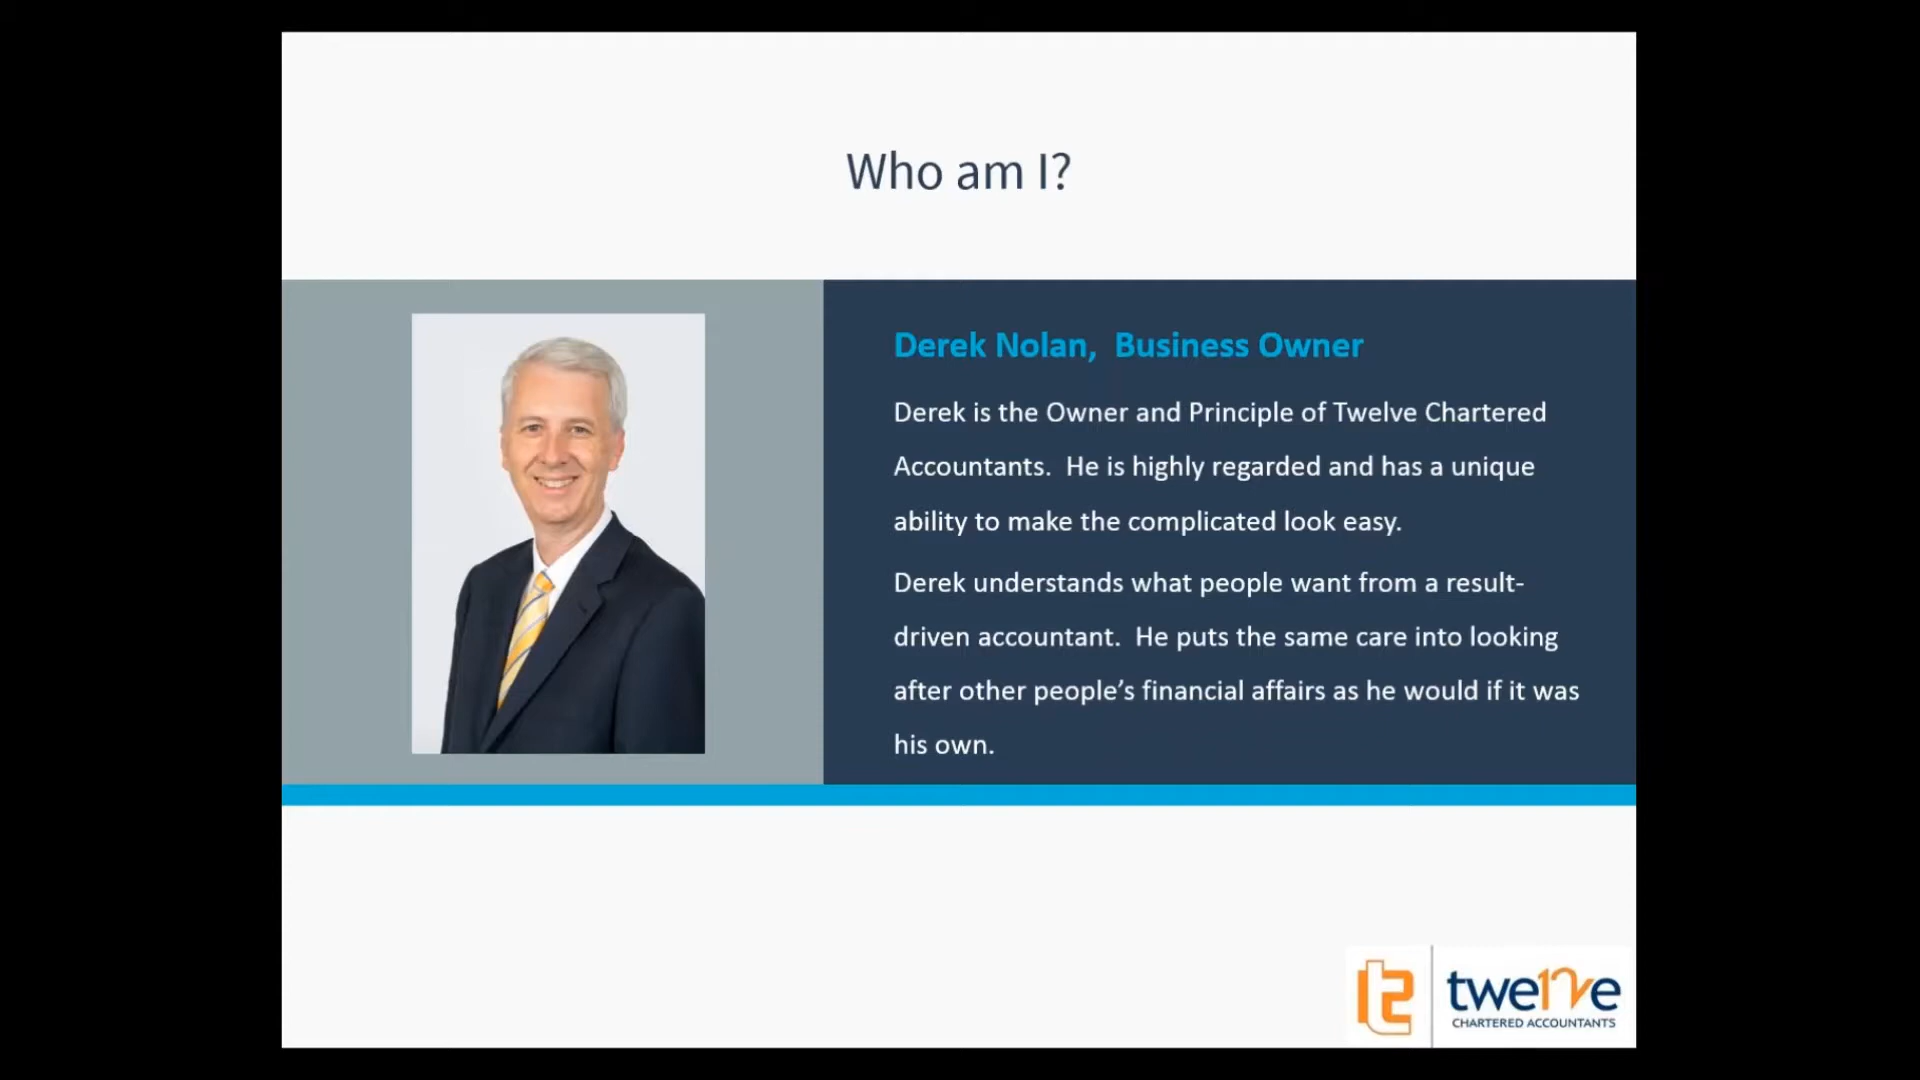 Who am I?
Derek Nolan,  Business Owner
Derek is the Owner and Principle of Twelve Chartered
Accountants.  He is highly regarded and has a unique
ability to make the complicated look easy.
Derek understands what people want from a result-
driven accountant.  He puts the same care into looking
after other people’s financial affairs as he would if it was
his own.
twe12ve
CHARTERED ACCOUNTANTS